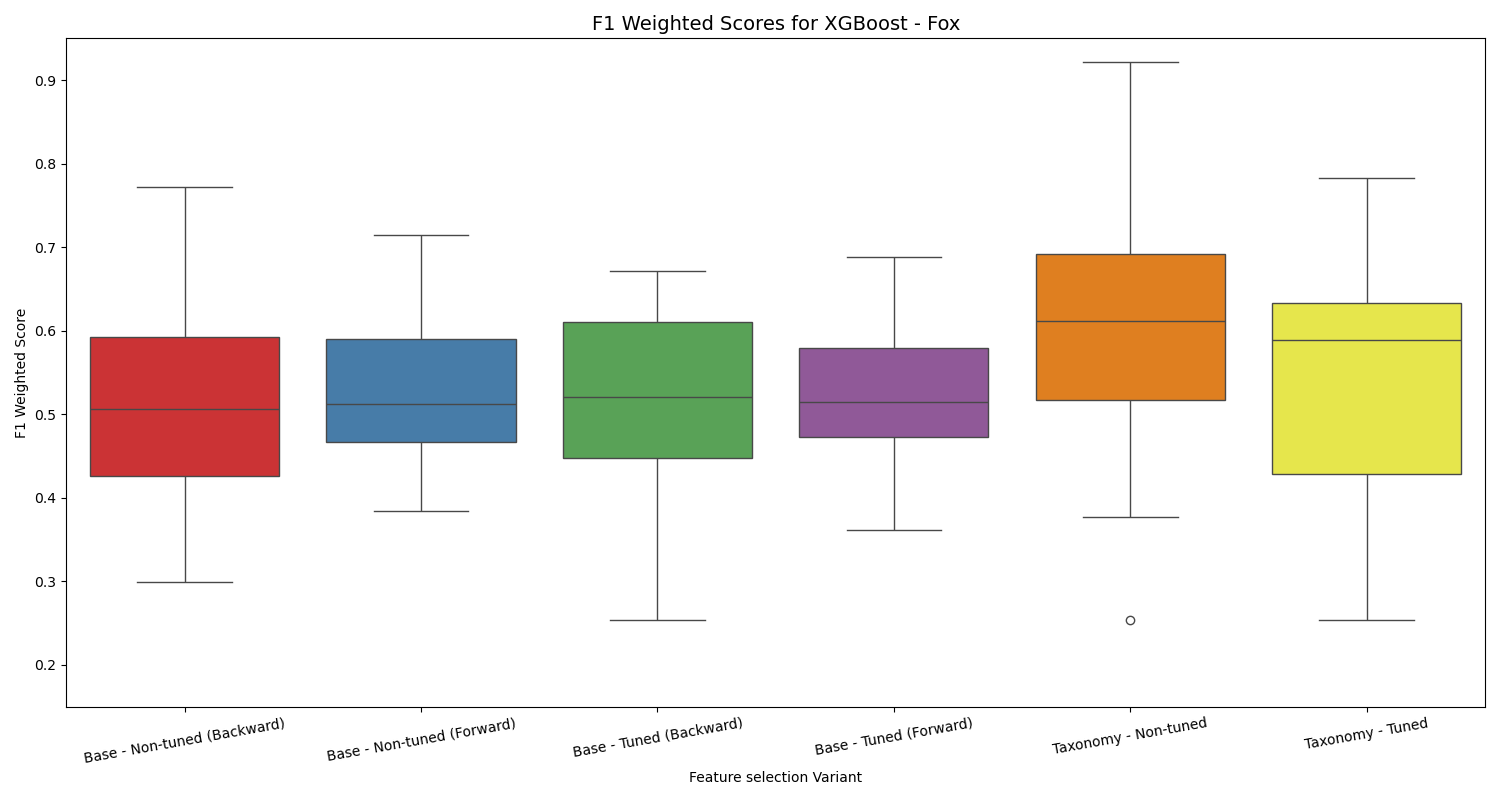 F1 Weighted Scores for XGBoost - Fox
F1 Weighted Score
0.9
0.8
0.7
0.6
0.5
0.4
0.3
0.2
Base - Non-tuned (Backward)
Base - Non-tuned (Forward)
Base - Tuned (Backward)
Base - Tuned (Forward)
Taxonomy - Non-tuned
Taxonomy - Tuned
Feature selection Variant